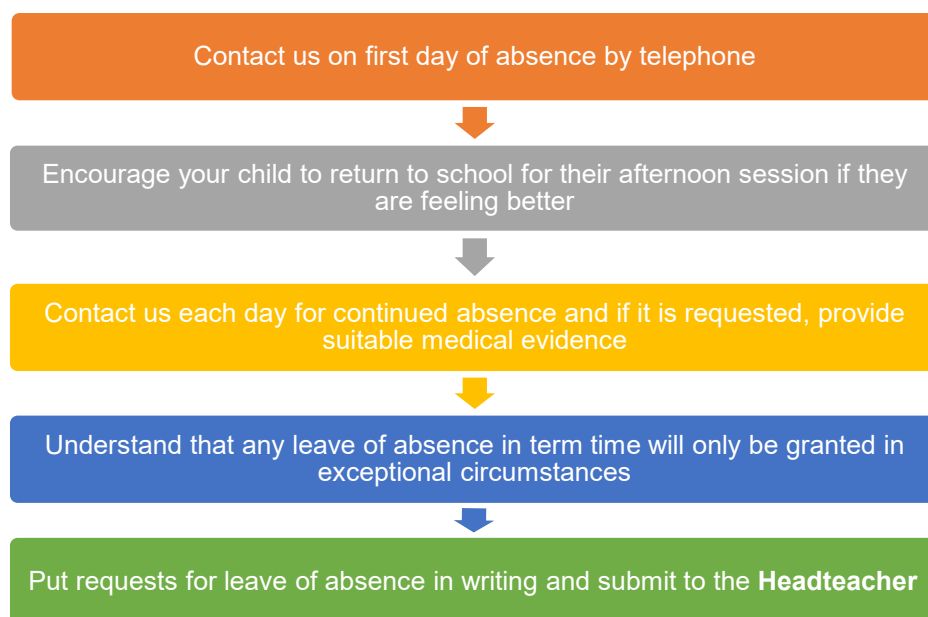 Contact us on first day of absence by telephone
Encourage your child to return to school for their afternoon session if they
are feeling better
Contact us each day for continued absence and if it is requested, provide
suitable medical evidence
Understand that any leave of absence in term time will only be granted in
exceptional circumstances
Put requests for leave of absence in writing and submit to the Headteacher